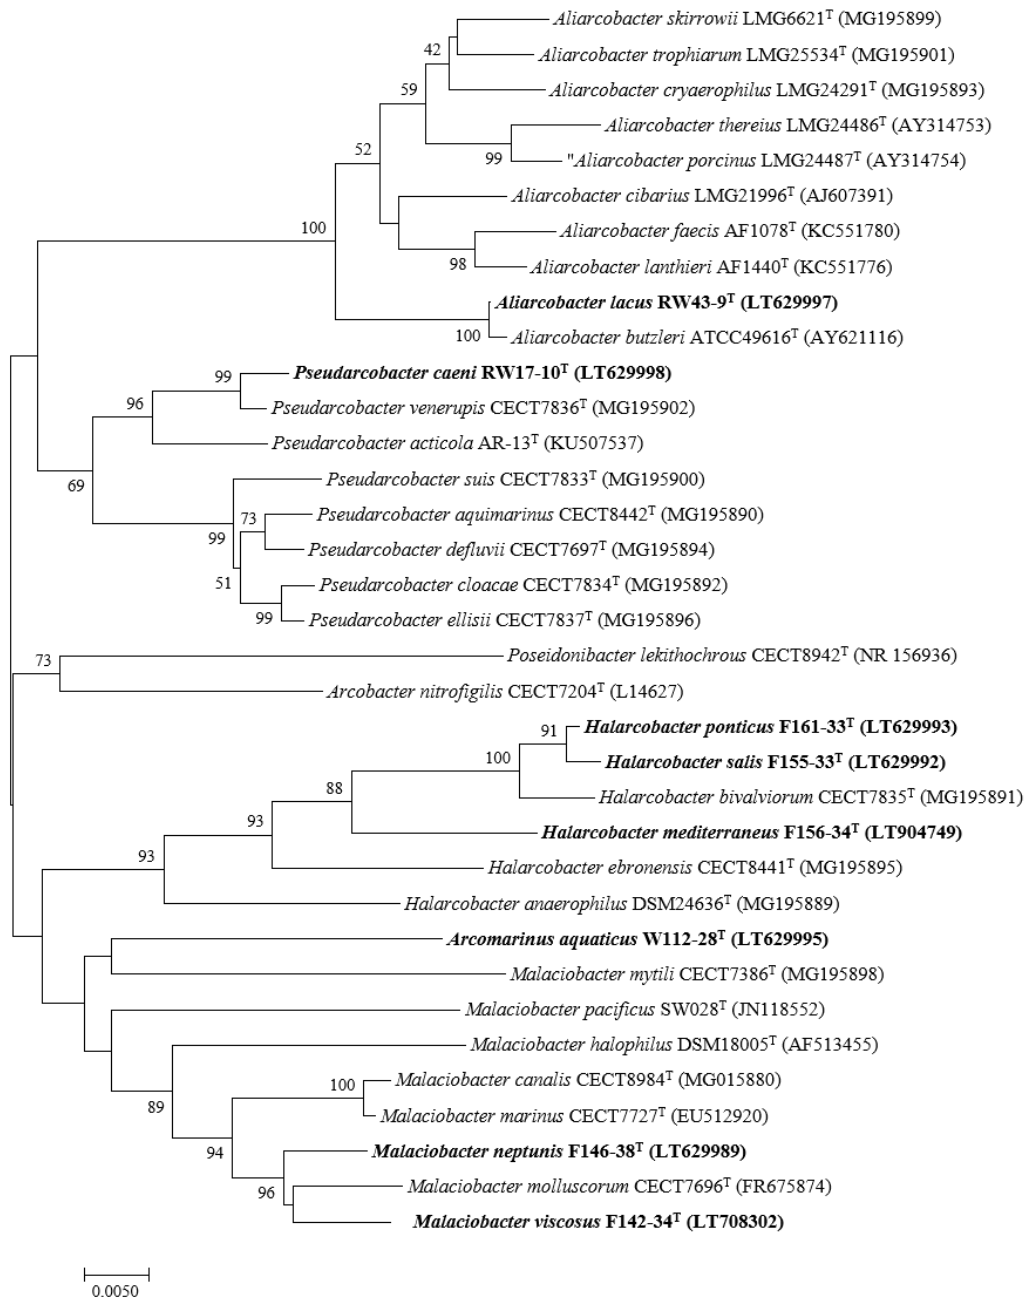 Aliarcobacter skirrowii LMG6621ᵀ (MG195899)
42
Aliarcobacter trophiarum LMG25534ᵀ (MG195901)
59
Aliarcobacter cryaerophilus LMG24291ᵀ (MG195893)
Aliarcobacter thereius LMG24486ᵀ (AY314753)
52
99
"Aliarcobacter porcinus LMG24487ᵀ (AY314754)
Aliarcobacter cibarius LMG21996ᵀ (AJ607391)
100
Aliarcobacter faecis AF1078ᵀ (KC551780)
98
Aliarcobacter lanthieri AF1440ᵀ (KC551776)
Aliarcobacter lacus RW43-9ᵀ (LT629997)
100
Aliarcobacter butzleri ATCC49616ᵀ (AY621116)
99
Pseudarcobacter caeni RW17-10ᵀ (LT629998)
96
Pseudarcobacter venerupis CECT7836ᵀ (MG195902)
Pseudarcobacter acticola AR-13ᵀ (KU507537)
69
Pseudarcobacter suis CECT7833ᵀ (MG195900)
73
Pseudarcobacter aquimarinus CECT8442ᵀ (MG195890)
99
Pseudarcobacter defluvii CECT7697ᵀ (MG195894)
51
Pseudarcobacter cloacae CECT7834ᵀ (MG195892)
99
Pseudarcobacter ellisii CECT7837ᵀ (MG195896)
73
Poseidonibacter lekithochrous CECT8942ᵀ (NR 156936)
Arcobacter nitrofigilis CECT7204ᵀ (L14627)
91
Halarcobacter ponticus F161-33ᵀ (LT629993)
100
Halarcobacter salis F155-33ᵀ (LT629992)
88
Halarcobacter bivalviorum CECT7835ᵀ (MG195891)
93
Halarcobacter mediterraneus F156-34ᵀ (LT904749)
93
Halarcobacter ebronensis CECT8441ᵀ (MG195895)
Halarcobacter anaerophilus DSM24636ᵀ (MG195889)
Arcomarinus aquaticus W112-28ᵀ (LT629995)
Malaciobacter mytili CECT7386ᵀ (MG195898)
Malaciobacter pacificus SW028ᵀ (JN118552)
Malaciobacter halophilus DSM18005ᵀ (AF513455)
100
Malaciobacter canalis CECT8984ᵀ (MG015880)
89
Malaciobacter marinus CECT7727ᵀ (EU512920)
94
Malaciobacter neptunis F146-38ᵀ (LT629989)
96
Malaciobacter molluscorum CECT7696ᵀ (FR675874)
Malaciobacter viscosus F142-34ᵀ (LT708302)
0.0050